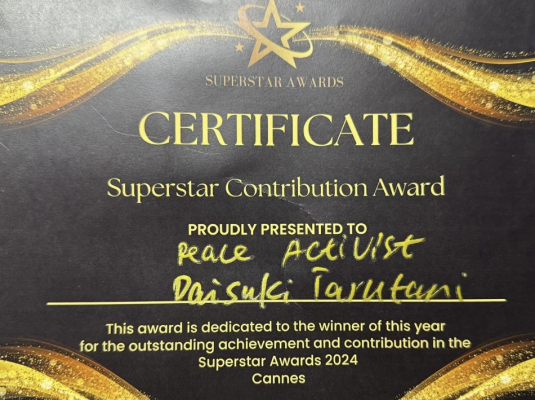 SUPERSTAR AWARDS
CERTIFICATE
Superstar Contribution Award
PROUDLY PRESENTED TO
Peace Activist
Daisuki Tarutani
This award is dedicated to the winner of this year
for the outstanding achievement and contribution in the
Superstar Awards 2024
Cannes